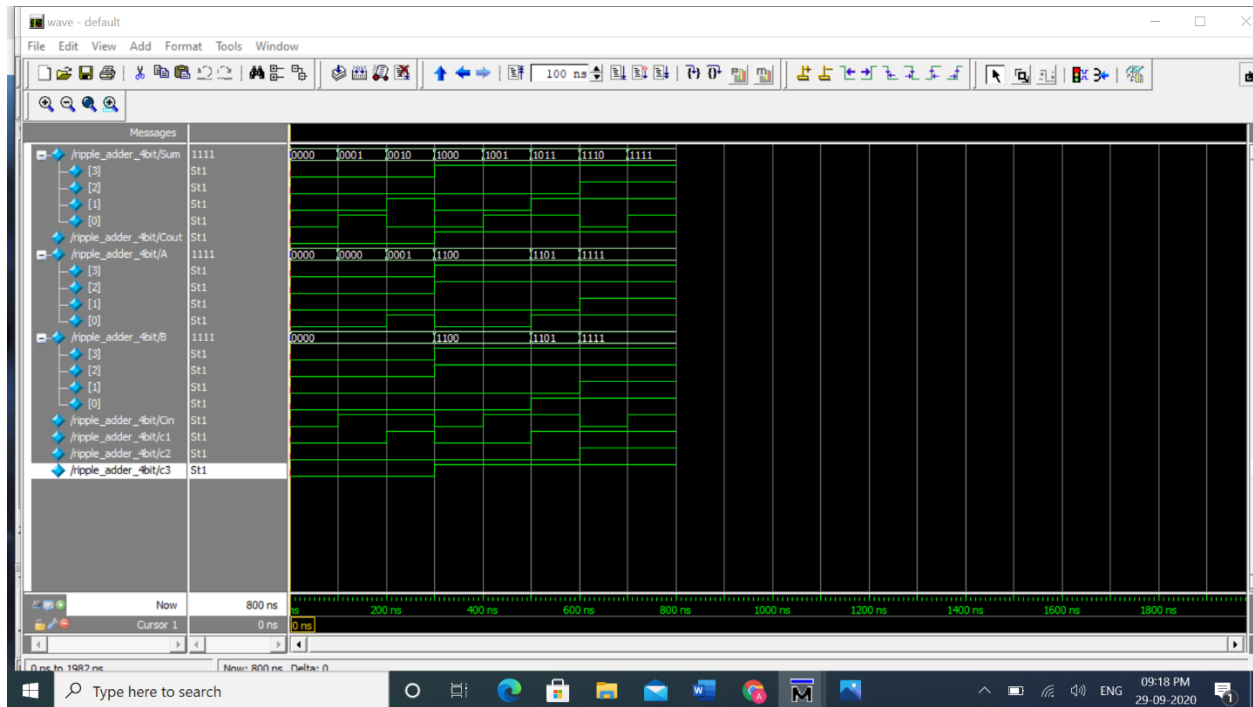 wave - default
File Edit View Add Format Tools Window
100 ns
Messages
/ripple_adder_4bit/Sum 1111 0000 0001 0010 1000 1001 1011 1110 1111
[3] St1
[2] St1
[1] St1
[0] St1
/ripple_adder_4bit/Cout St1
/ripple_adder_4bit/A 1111 0000 0000 0001 1100 1101 1111
[3] St1
[2] St1
[1] St1
[0] St1
/ripple_adder_4bit/B 1111 0000 1100 1101 1111
[3] St1
[2] St1
[1] St1
[0] St1
/ripple_adder_4bit/Cin St1
/ripple_adder_4bit/c1 St1
/ripple_adder_4bit/c2 St1
/ripple_adder_4bit/c3 St1
Now 800 ns ns 200 ns 400 ns 600 ns 800 ns 1000 ns 1200 ns 1400 ns 1600 ns 1800 ns
Cursor 1 0 ns 0 ns
0 ns to 1982 ns Now: 800 ns Delta: 0
Type here to search ENG 09:18 PM
29-09-2020